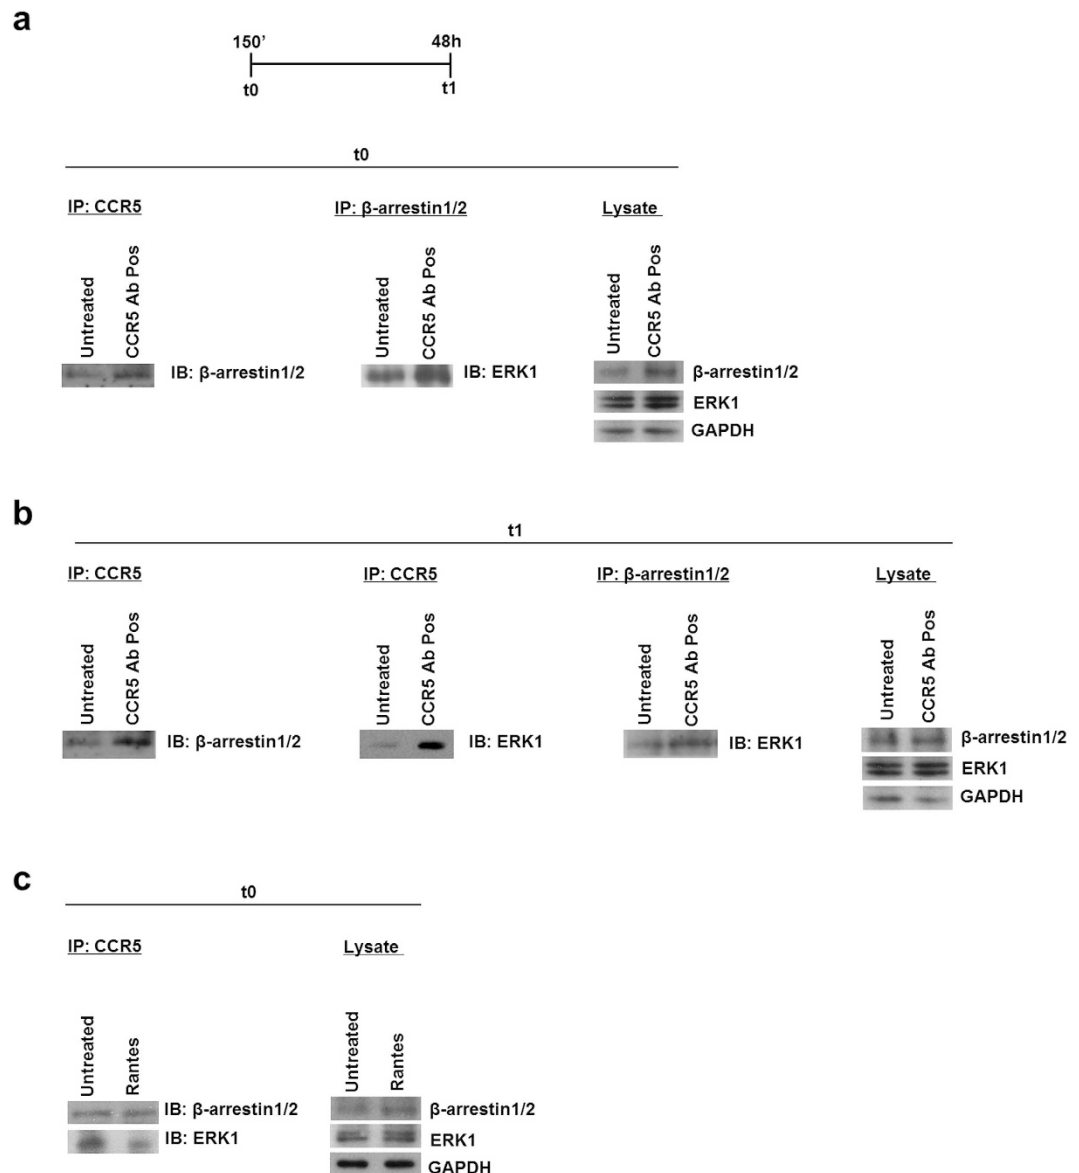 a
150’ 48h
t0 t1
t0
IP: CCR5 IP: β-arrestin1/2 Lysate
Untreated CCR5 Ab Pos Untreated CCR5 Ab Pos Untreated CCR5 Ab Pos
IB: β-arrestin1/2 IB: ERK1 β-arrestin1/2
ERK1
GAPDH
b
t1
IP: CCR5 IP: CCR5 IP: β-arrestin1/2 Lysate
Untreated CCR5 Ab Pos Untreated CCR5 Ab Pos Untreated CCR5 Ab Pos Untreated CCR5 Ab Pos
IB: β-arrestin1/2 IB: ERK1 IB: ERK1 β-arrestin1/2
ERK1
GAPDH
c
t0
IP: CCR5 Lysate
Untreated Rantes Untreated Rantes
IB: β-arrestin1/2 β-arrestin1/2
IB: ERK1 ERK1
GAPDH